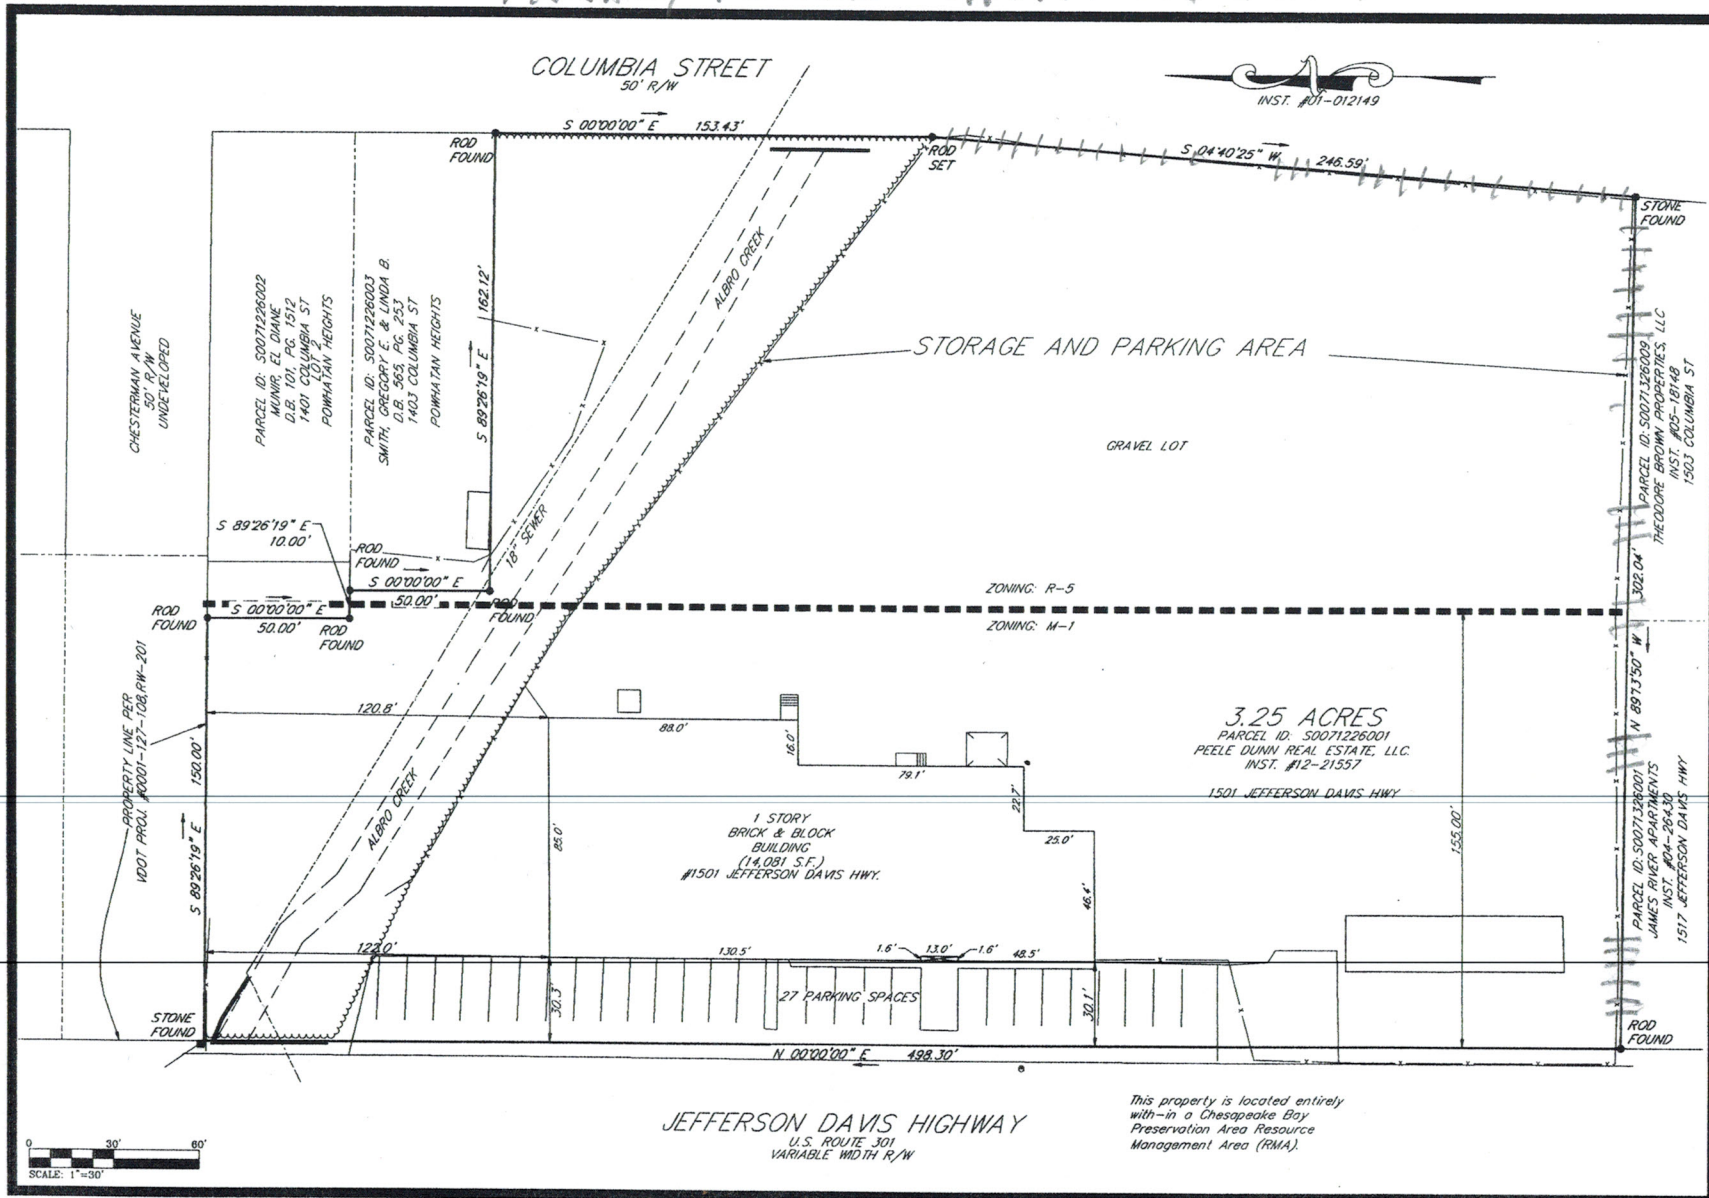 COLUMBIA STREET
50' R/W
INST. #01-012149
S 00°00'00" E 153.43'
ROD
FOUND
ROD
SET
S 04°40'25" W 246.59'
STONE
FOUND
CHESTERMAN AVENUE
50' R/W
UNDEVELOPED
PARCEL ID: S0071226002
MUNIR, EL DIANE
D.B. 101, PG. 1512
1401 COLUMBIA ST
LOT 2
POWHATAN HEIGHTS
PARCEL ID: S0071226003
SMITH, GREGORY E. & LINDA B.
D.B. 565, PG. 253
1403 COLUMBIA ST
POWHATAN HEIGHTS
S 89°26'19" E 162.12'
ALBRO CREEK
STORAGE AND PARKING AREA
GRAVEL LOT
PARCEL ID: S0071326009
THEODORE BROWN PROPERTIES, LLC
INST. #05-18148
1503 COLUMBIA ST
S 89°26'19" E
10.00'
ROD
FOUND
18" SEWER
S 00°00'00" E
50.00'
ROD
FOUND
ROD
FOUND
S 00°00'00" E
50.00'
ROD
FOUND
ZONING: R-5
ZONING: M-1
N 89°13'50" W 302.04'
PROPERTY LINE PER
VDOT PROJ. #0001-127-108,RW-201
S 89°26'19" E 150.00'
120.8'
88.0'
16.0'
79.1'
22.7'
25.0'
46.4'
85.0'
155.00'
3.25 ACRES
PARCEL ID: S0071226001
PEELE DUNN REAL ESTATE, LLC.
INST. #12-21557
1501 JEFFERSON DAVIS HWY
1 STORY
BRICK & BLOCK
BUILDING
(14,081 S.F.)
#1501 JEFFERSON DAVIS HWY.
ALBRO CREEK
PARCEL ID: S0071326001
JAMES RIVER APARTMENTS
INST. #04-26430
1517 JEFFERSON DAVIS HWY
122.0'
130.5'
1.6' 13.0' 1.6'
48.5'
30.3'
27 PARKING SPACES
30.1'
STONE
FOUND
ROD
FOUND
N 00°00'00" E 498.30'
JEFFERSON DAVIS HIGHWAY
U.S. ROUTE 301
VARIABLE WIDTH R/W
This property is located entirely
with-in a Chesapeake Bay
Preservation Area Resource
Management Area (RMA).
0 30' 60'
SCALE: 1"=30'